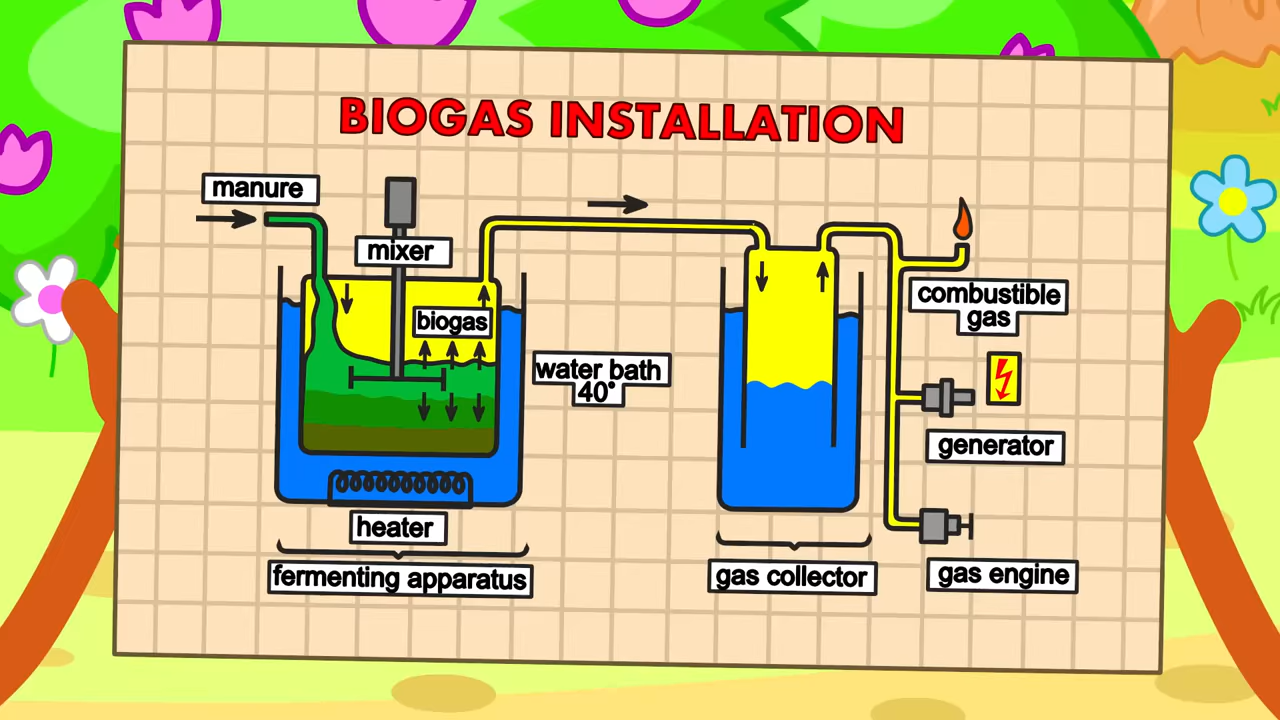 BIOGAS INSTALLATION
manure
mixer
biogas
water bath
40°
heater
fermenting apparatus
gas collector
combustible
gas
generator
gas engine